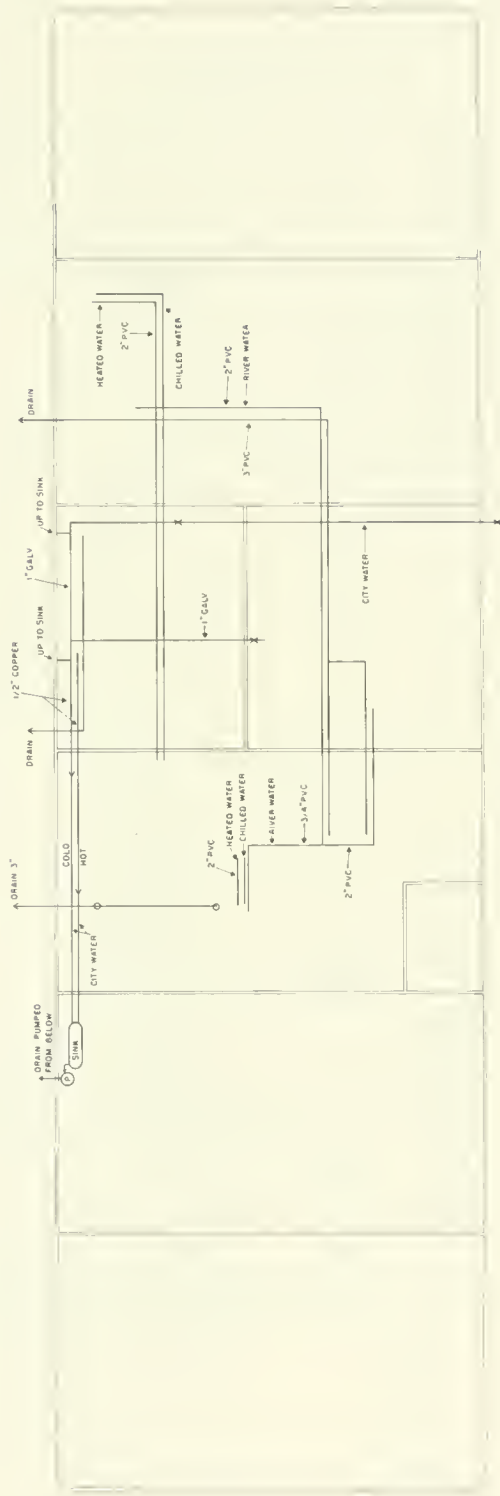 DRAIN PUMPED
FROM BELOW
P
SINK
CITY WATER
DRAIN 3"
COLD
HOT
DRAIN
1/2" COPPER
UP TO SINK
1" GALV
UP TO SINK
DRAIN
HEATED WATER
2" PVC
CHILLED WATER
2" PVC
RIVER WATER
3" PVC
1" GALV
CITY WATER
2" PVC
HEATED WATER
CHILLED WATER
RIVER WATER
3/4" PVC
2" PVC